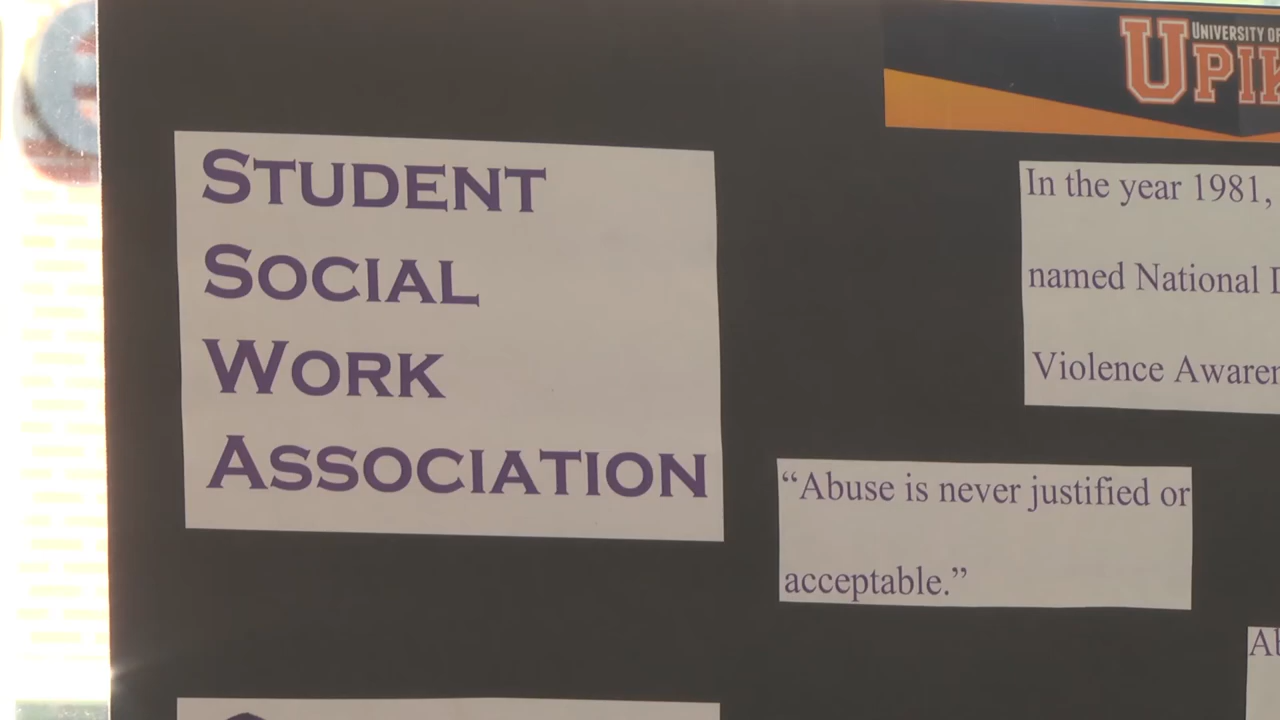 STUDENT
SOCIAL
WORK
ASSOCIATION
UNIVERSITY OF
UPIK
In the year 1981,
named National D
Violence Awaren
“Abuse is never justified or
acceptable.”
Ab